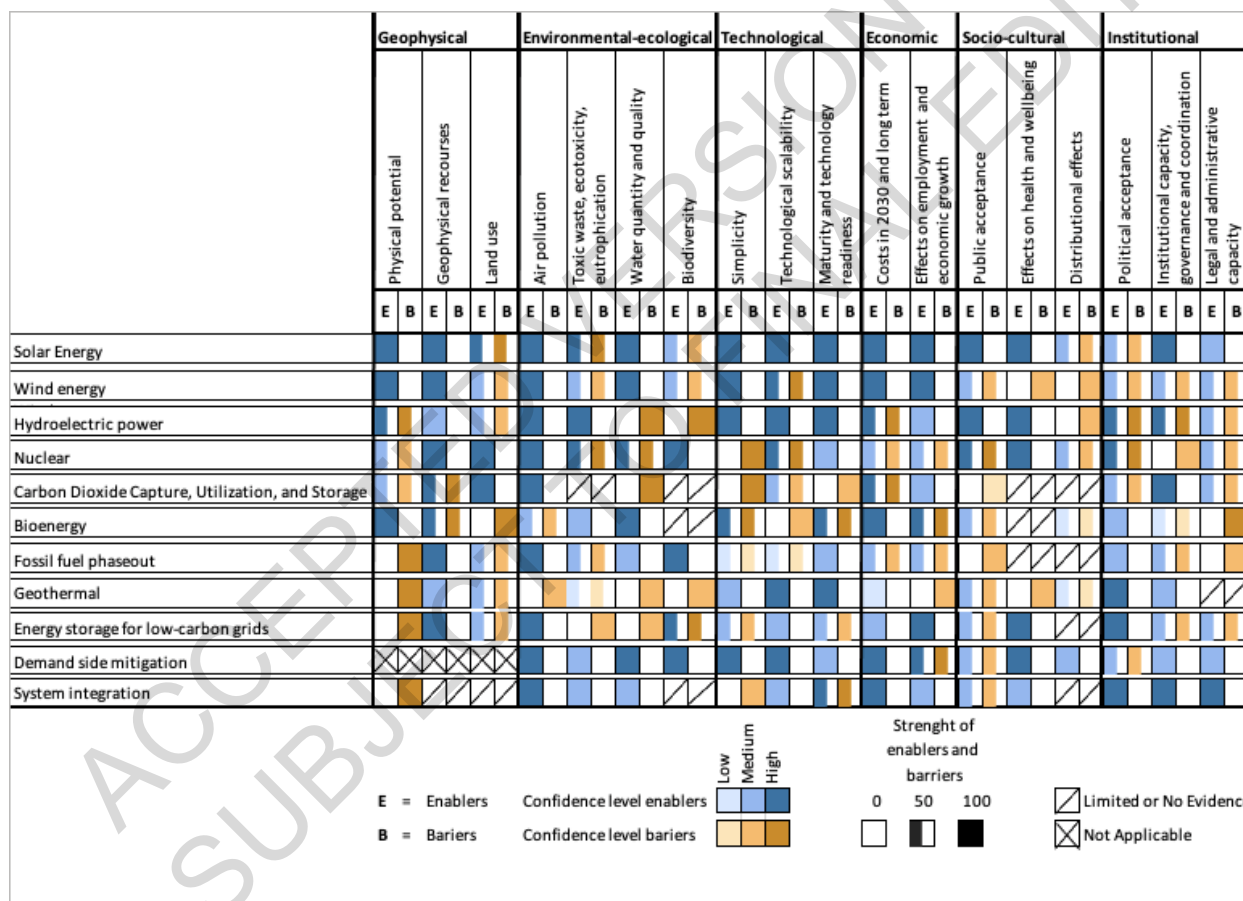 Geophysical Environmental-ecological Technological Economic Socio-cultural Institutional
Physical potential
Geophysical recourses
Land use
Air pollution
Toxic waste, ecotoxicity,
eutrophication
Water quantity and quality
Biodiversity
Simplicity
Technological scalability
Maturity and technology
readiness
Costs in 2030 and long term
Effects on employment and
economic growth
Public acceptance
Effects on health and wellbeing
Distributional effects
Political acceptance
Institutional capacity,
governance and coordination
Legal and administrative
capacity
E B E B E B E B E B E B E B E B E B E B E B E B E B E B E B E B E B E B
Solar Energy
Wind energy
Hydroelectric power
Nuclear
Carbon Dioxide Capture, Utilization, and Storage
Bioenergy
Fossil fuel phaseout
Geothermal
Energy storage for low-carbon grids
Demand side mitigation
System integration
Low
Medium
High
Strenght of
enablers and
barriers
E = Enablers Confidence level enablers 0 50 100 Limited or No Evidenc
B = Bariers Confidence level bariers Not Applicable
ACCEPTED VERSION
SUBJECT TO FINAL EDI